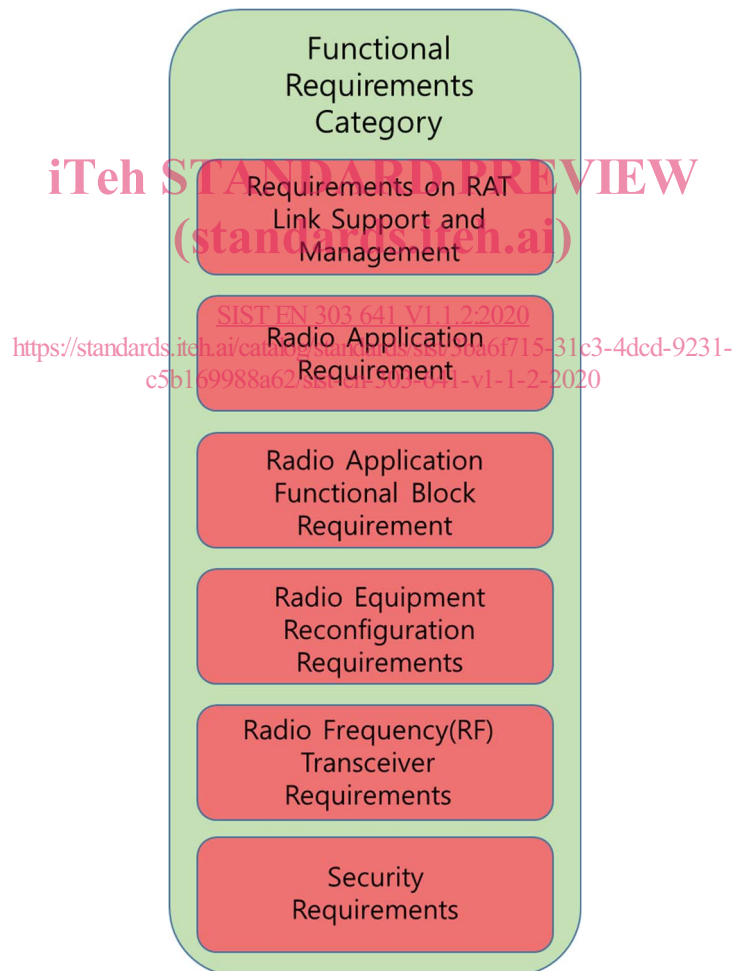 Functional
Requirements
Category
iTeh STANDARD PREVIEW
Requirements on RAT
Link Support and
(standards.iteh.ai)
Management
SIST EN 303 641 V1.1.2:2020
Radio Application
https://standards.iteh.ai/catalog/standards/sist/3ba6f715-31c3-4dcd-9231-
Requirement
c5b169988a62/sist-en-303-641-v1-1-2-2020
Radio Application
Functional Block
Requirement
Radio Equipment
Reconfiguration
Requirements
Radio Frequency(RF)
Transceiver
Requirements
Security
Requirements